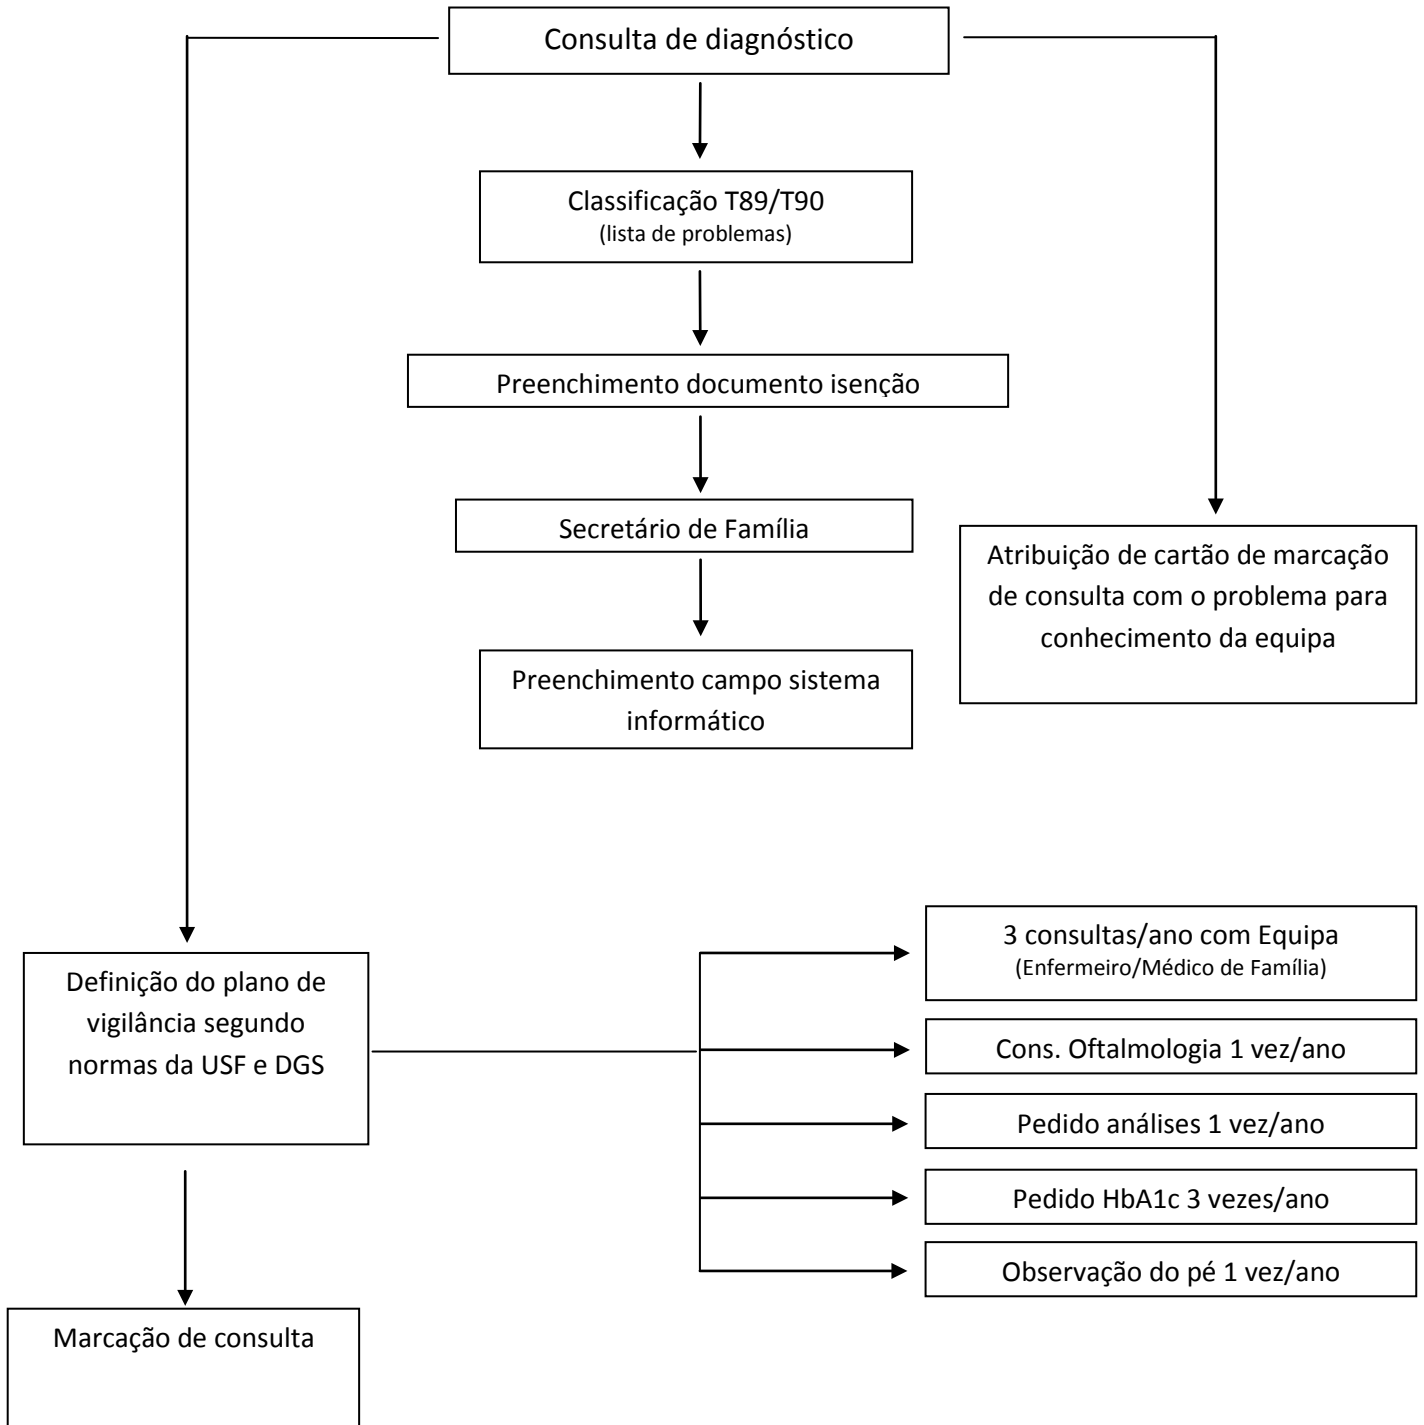 Consulta de diagnóstico
Classificação T89/T90
(lista de problemas)
Preenchimento documento isenção
Secretário de Família
Atribuição de cartão de marcação
de consulta com o problema para
conhecimento da equipa
Preenchimento campo sistema
informático
Definição do plano de
vigilância segundo
normas da USF e DGS
3 consultas/ano com Equipa
(Enfermeiro/Médico de Família)
Cons. Oftalmologia 1 vez/ano
Pedido análises 1 vez/ano
Pedido HbA1c 3 vezes/ano
Observação do pé 1 vez/ano
Marcação de consulta